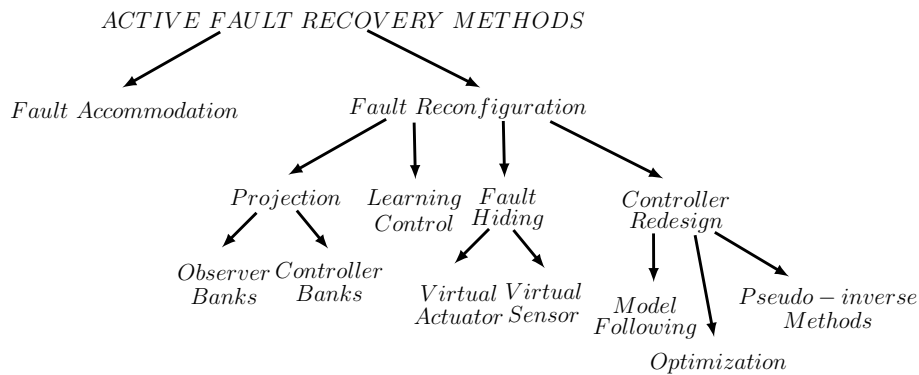 ACTIVE FAULT RECOVERY METHODS
Fault Accommodation
Fault Reconfiguration
Projection
Learning
Control
Fault
Hiding
Controller
Redesign
Observer
Banks
Controller
Banks
Virtual
Actuator
Virtual
Sensor
Model
Following
Optimization
Pseudo − inverse
Methods